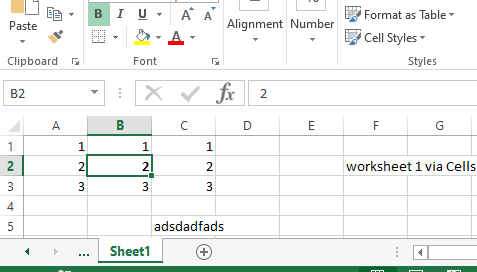 Paste
B I U A A
Alignment
Number
Format as Table
Cell Styles
Clipboard
Font
Styles
B2
fx
2
A B C D E F G
1 1 1 1
2 2 2 2 worksheet 1 via Cells
3 3 3 3
4
5 adsdadfads
... Sheet1